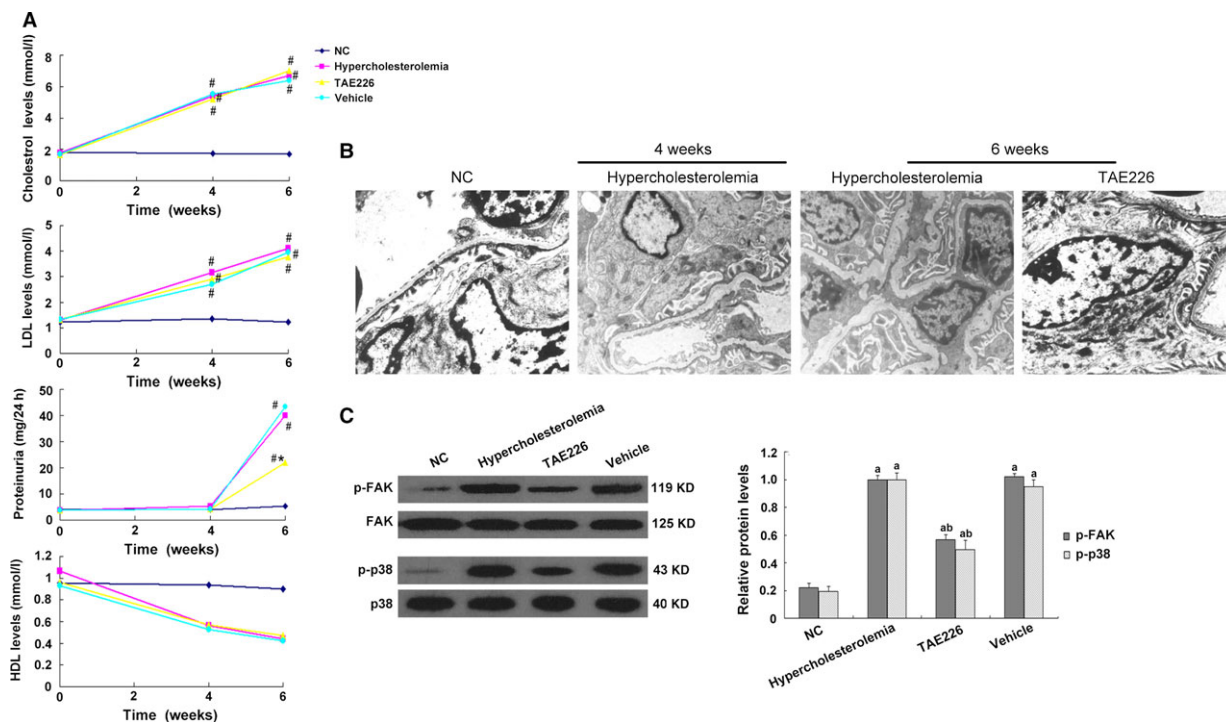 A
Cholestrol levels (mmol/l)
8
6
4
2
0
0 2 4 6
Time (weeks)
NC
Hypercholesterolemia
TAE226
Vehicle
# # #
# # #
LDL levels (mmol/l)
5
4
3
2
1
0
0 2 4 6
Time (weeks)
# # #
# # #
Proteinuria (mg/24 h)
50
40
30
20
10
0
0 2 4 6
Time (weeks)
#
#
#*
HDL levels (mmol/l)
1.2
1
0.8
0.6
0.4
0.2
0
0 2 4 6
Time (weeks)
B
4 weeks 6 weeks
NC Hypercholesterolemia Hypercholesterolemia TAE226
C
NC Hypercholesterolemia TAE226 Vehicle
p-FAK 119 KD
FAK 125 KD
p-p38 43 KD
p38 40 KD
Relative protein levels
1.4
1.2
1.0
0.8
0.6
0.4
0.2
a a ab ab a a
NC Hypercholesterolemia TAE226 Vehicle
p-FAK
p-p38